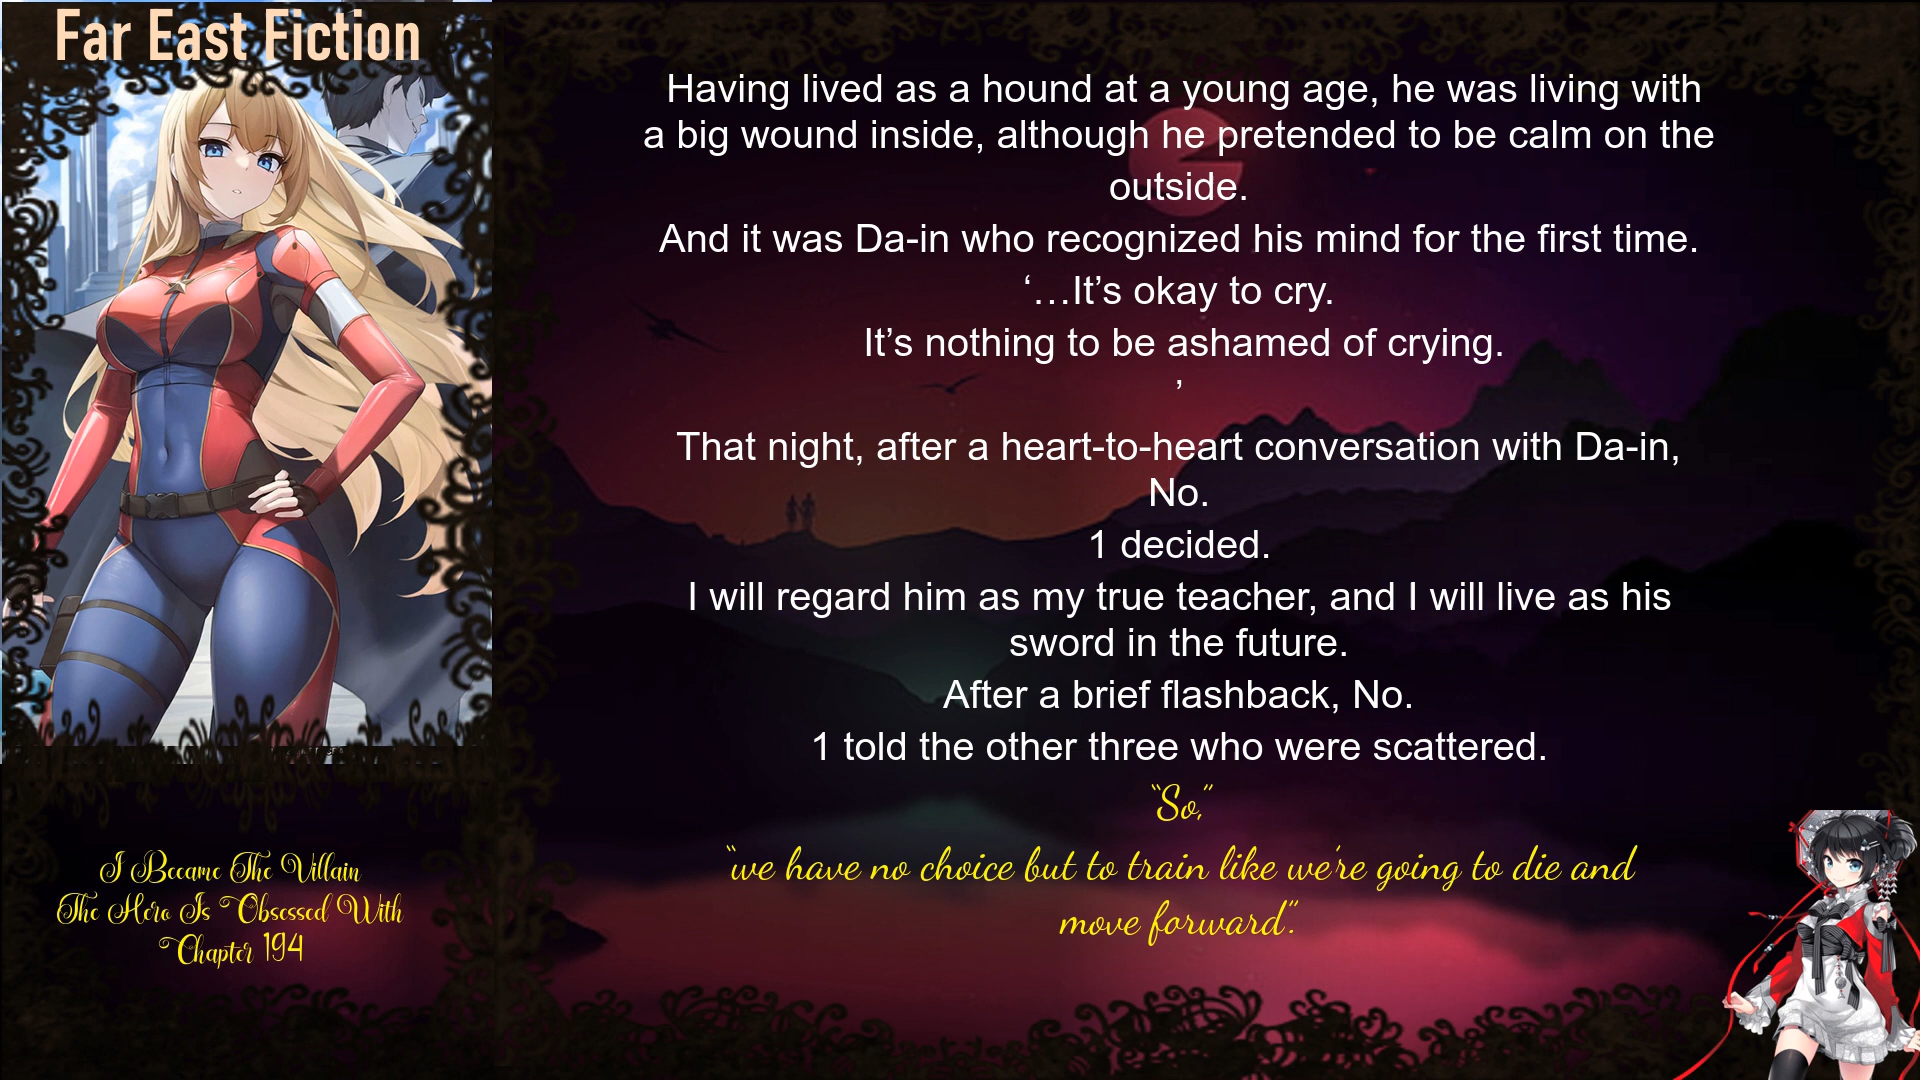 Far East Fiction
Having lived as a hound at a young age, he was living with
a big wound inside, although he pretended to be calm on the
outside.
And it was Da-in who recognized his mind for the first time.
‘…It’s okay to cry.
It’s nothing to be ashamed of crying.
’
That night, after a heart-to-heart conversation with Da-in,
No.
1 decided.
I will regard him as my true teacher, and I will live as his
sword in the future.
After a brief flashback, No.
1 told the other three who were scattered.
“So,”
“we have no choice but to train like we’re going to die and
move forward”.
I Became The Villain
The Hero Is Obsessed With
Chapter 194